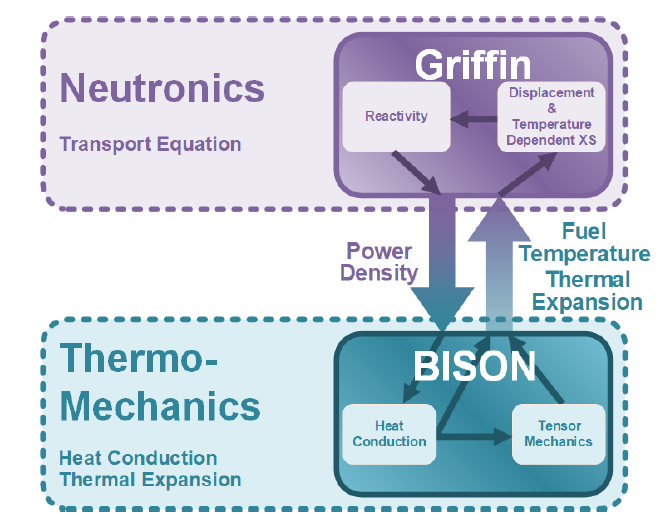 Neutronics
Transport Equation
Griffin
Reactivity
Displacement
&
Temperature
Dependent XS
Power
Density
Fuel
Temperature
Thermal
Expansion
Thermo-
Mechanics
Heat Conduction
Thermal Expansion
BISON
Heat
Conduction
Tensor
Mechanics